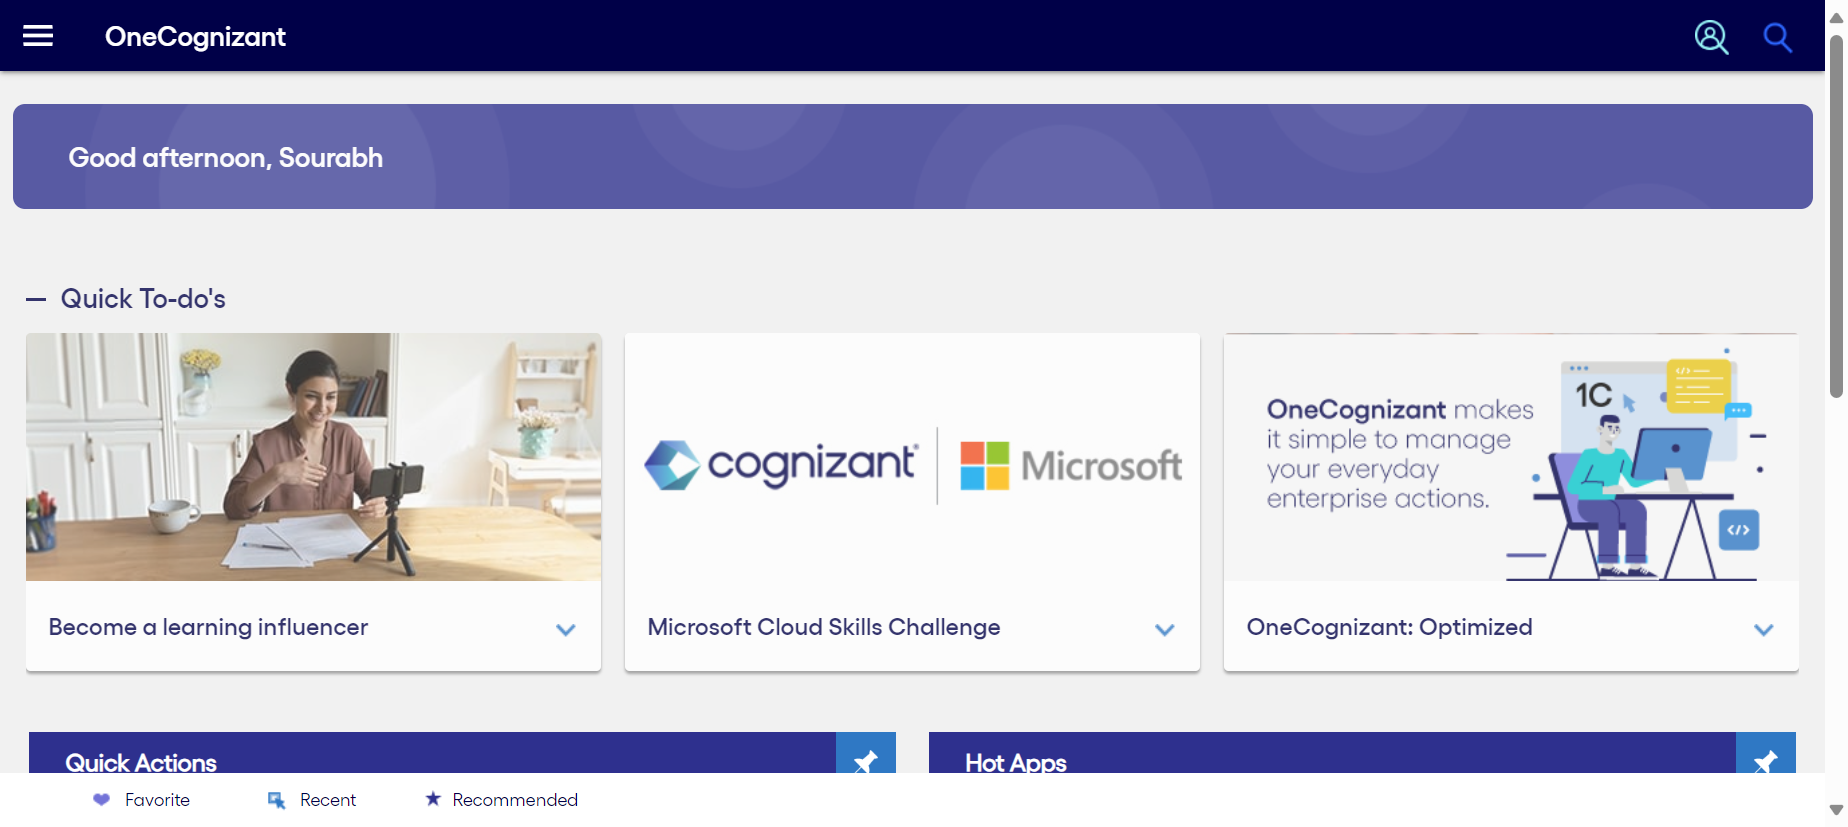 OneCognizant
Good afternoon, Sourabh
Quick To-do's
cognizant
Microsoft
OneCognizant makes
it simple to manage
your everyday
enterprise actions.
1C
</>
</>
Become a learning influencer
Microsoft Cloud Skills Challenge
OneCognizant: Optimized
Quick Actions
Hot Apps
Favorite
Recent
Recommended